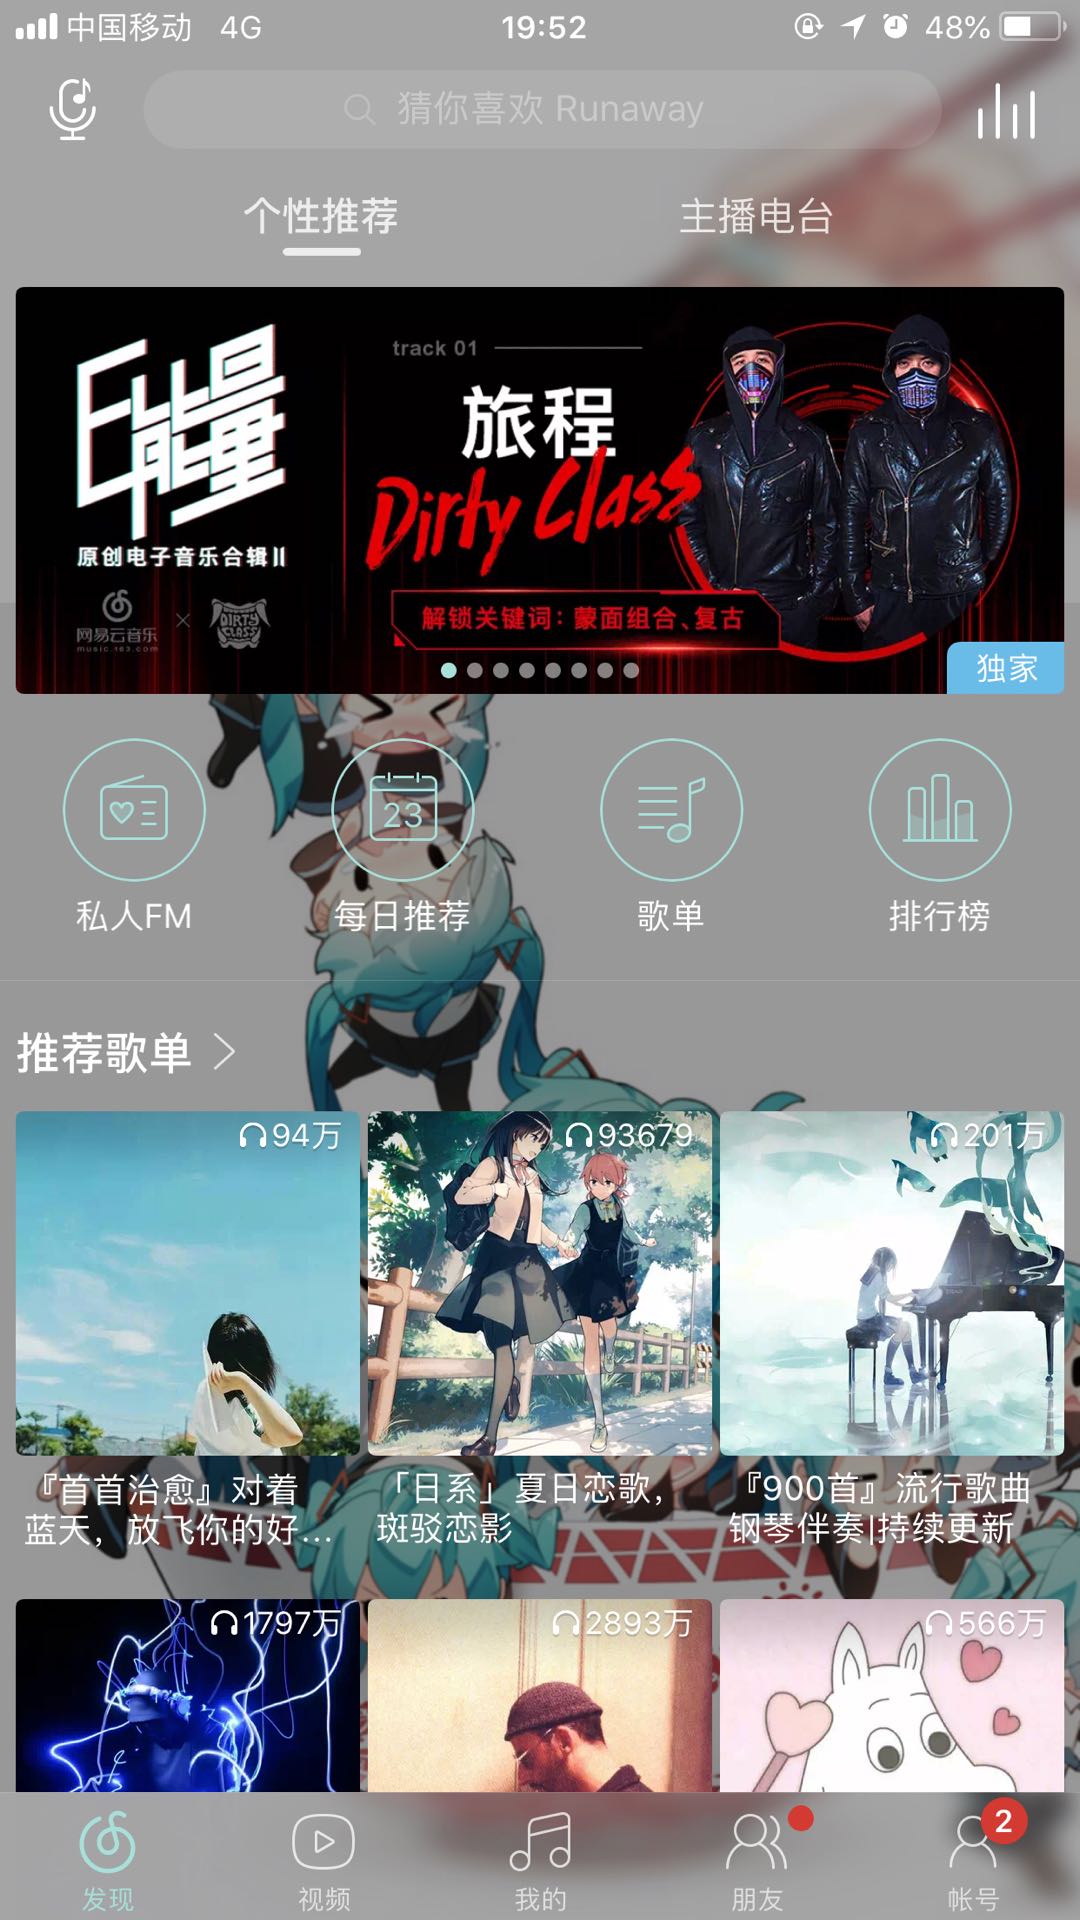 中国移动 4G 19:52 48%
猜你喜欢 Runaway
个性推荐 主播电台
E能量
原创电子音乐合辑II
网易云音乐
music.163.com
×
DIRTY CLASS
track 01
旅程
Dirty Class
解锁关键词：蒙面组合、复古
独家
23
私人FM 每日推荐 歌单 排行榜
推荐歌单
94万 93679 201万
『首首治愈』对着 「日系」夏日恋歌， 『900首』流行歌曲
蓝天，放飞你的好... 斑驳恋影 钢琴伴奏|持续更新
1797万 2893万 566万
2
发现 视频 我的 朋友 帐号